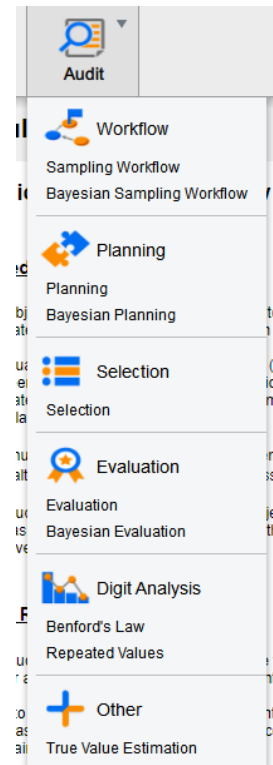 Audit
Workflow
Sampling Workflow
Bayesian Sampling Workflow
Planning
Planning
Bayesian Planning
Selection
Selection
Evaluation
Evaluation
Bayesian Evaluation
Digit Analysis
Benford's Law
Repeated Values
Other
True Value Estimation